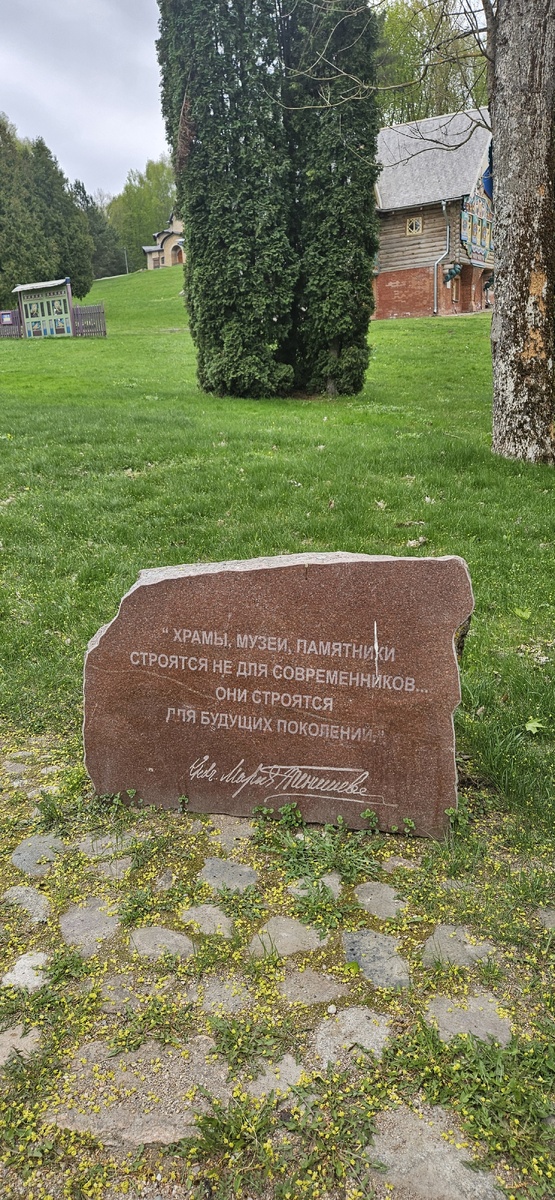 " ХРАМЫ, МУЗЕИ, ПАМЯТНИКИ
СТРОЯТСЯ НЕ ДЛЯ СОВРЕМЕННИКОВ...
ОНИ СТРОЯТСЯ
ДЛЯ БУДУЩИХ ПОКОЛЕНИЙ."
Мария Тенишева